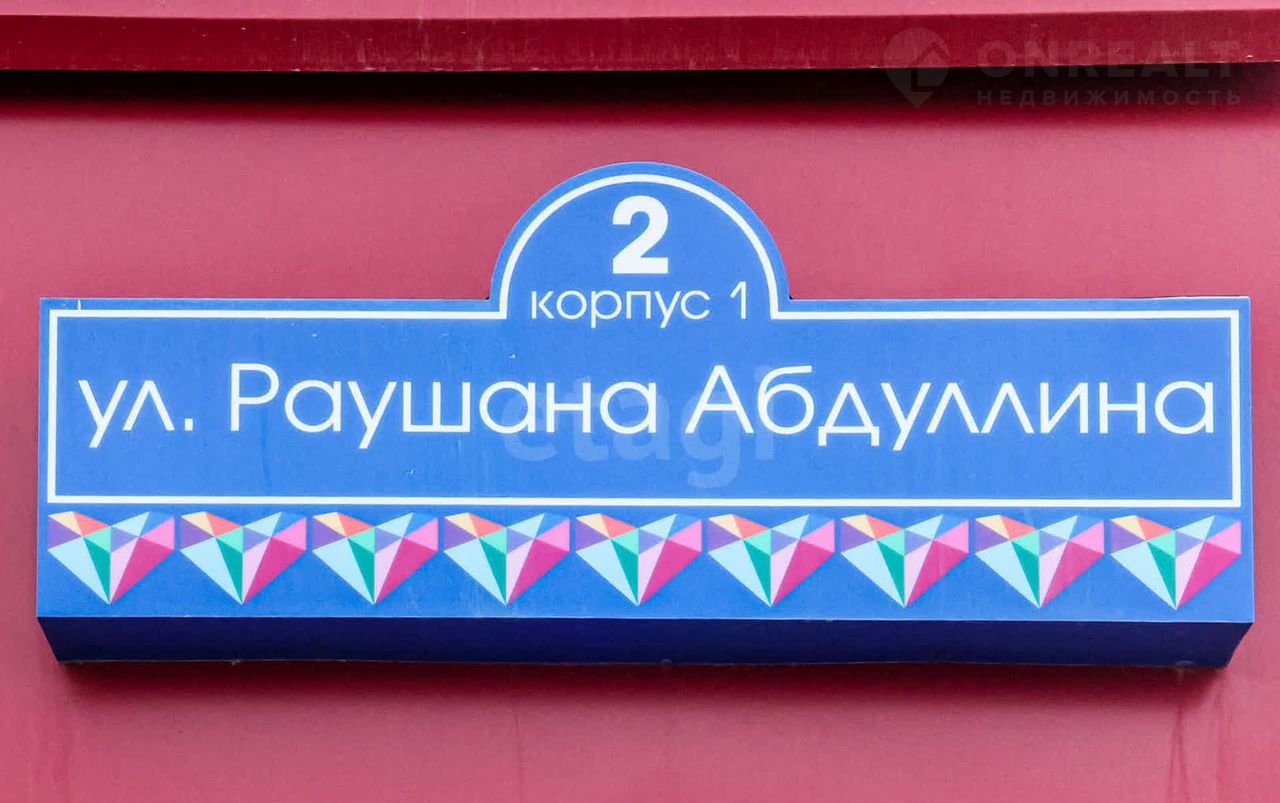 ONREALT
НЕДВИЖИМОСТЬ
2
корпус 1
ул. Раушана Абдуллина
etagi